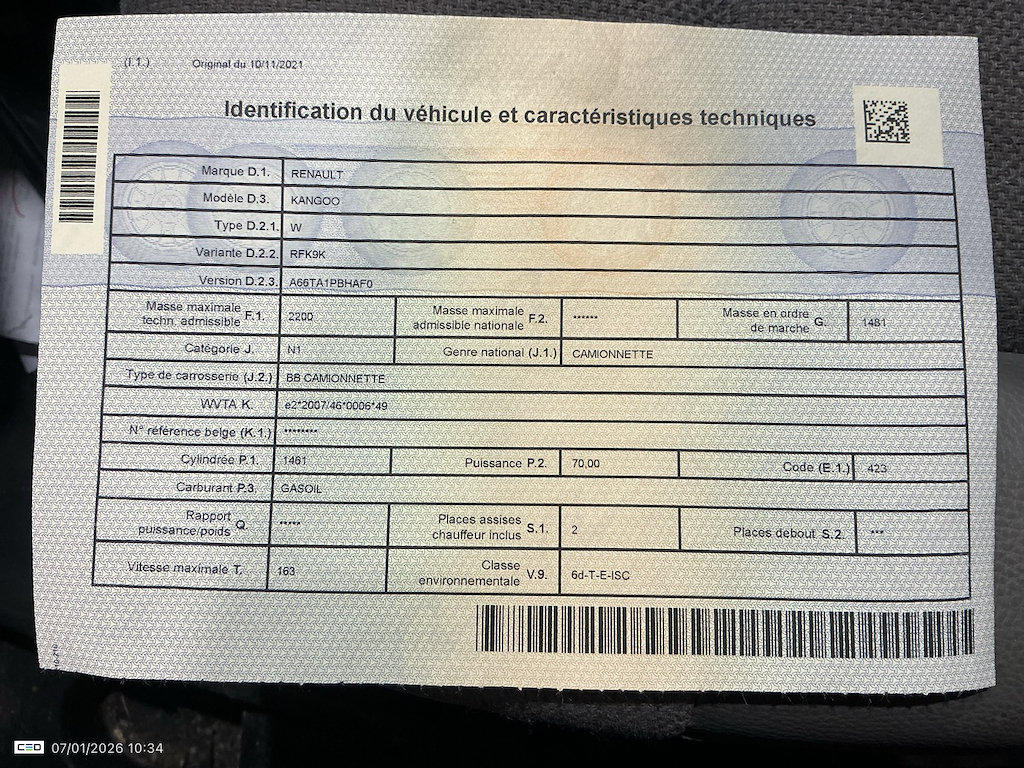 (I.1.) Original du 10/11/2021
Identification du véhicule et caractéristiques techniques
Marque D.1. RENAULT
Modèle D.3. KANGOO
Type D.2.1. W
Variante D.2.2. RFK9K
Version D.2.3. A66TA1PBHAF0
Masse maximale techn. admissible F.1. 2200 Masse maximale admissible nationale F.2. ****** Masse en ordre de marche G. 1481
Catégorie J. N1 Genre national (J.1.) CAMIONNETTE
Type de carrosserie (J.2.) BB CAMIONNETTE
WVTA K. e2*2007/46*0006*49
N° référence belge (K.1.) ********
Cylindrée P.1. 1461 Puissance P.2. 70,00 Code (E.1.) 423
Carburant P.3. GASOIL
Rapport puissance/poids Q. ***** Places assises chauffeur inclus S.1. 2 Places debout S.2. ***
Vitesse maximale T. 163 Classe environnementale V.9. 6d-T-E-ISC
CEO 07/01/2026 10:34